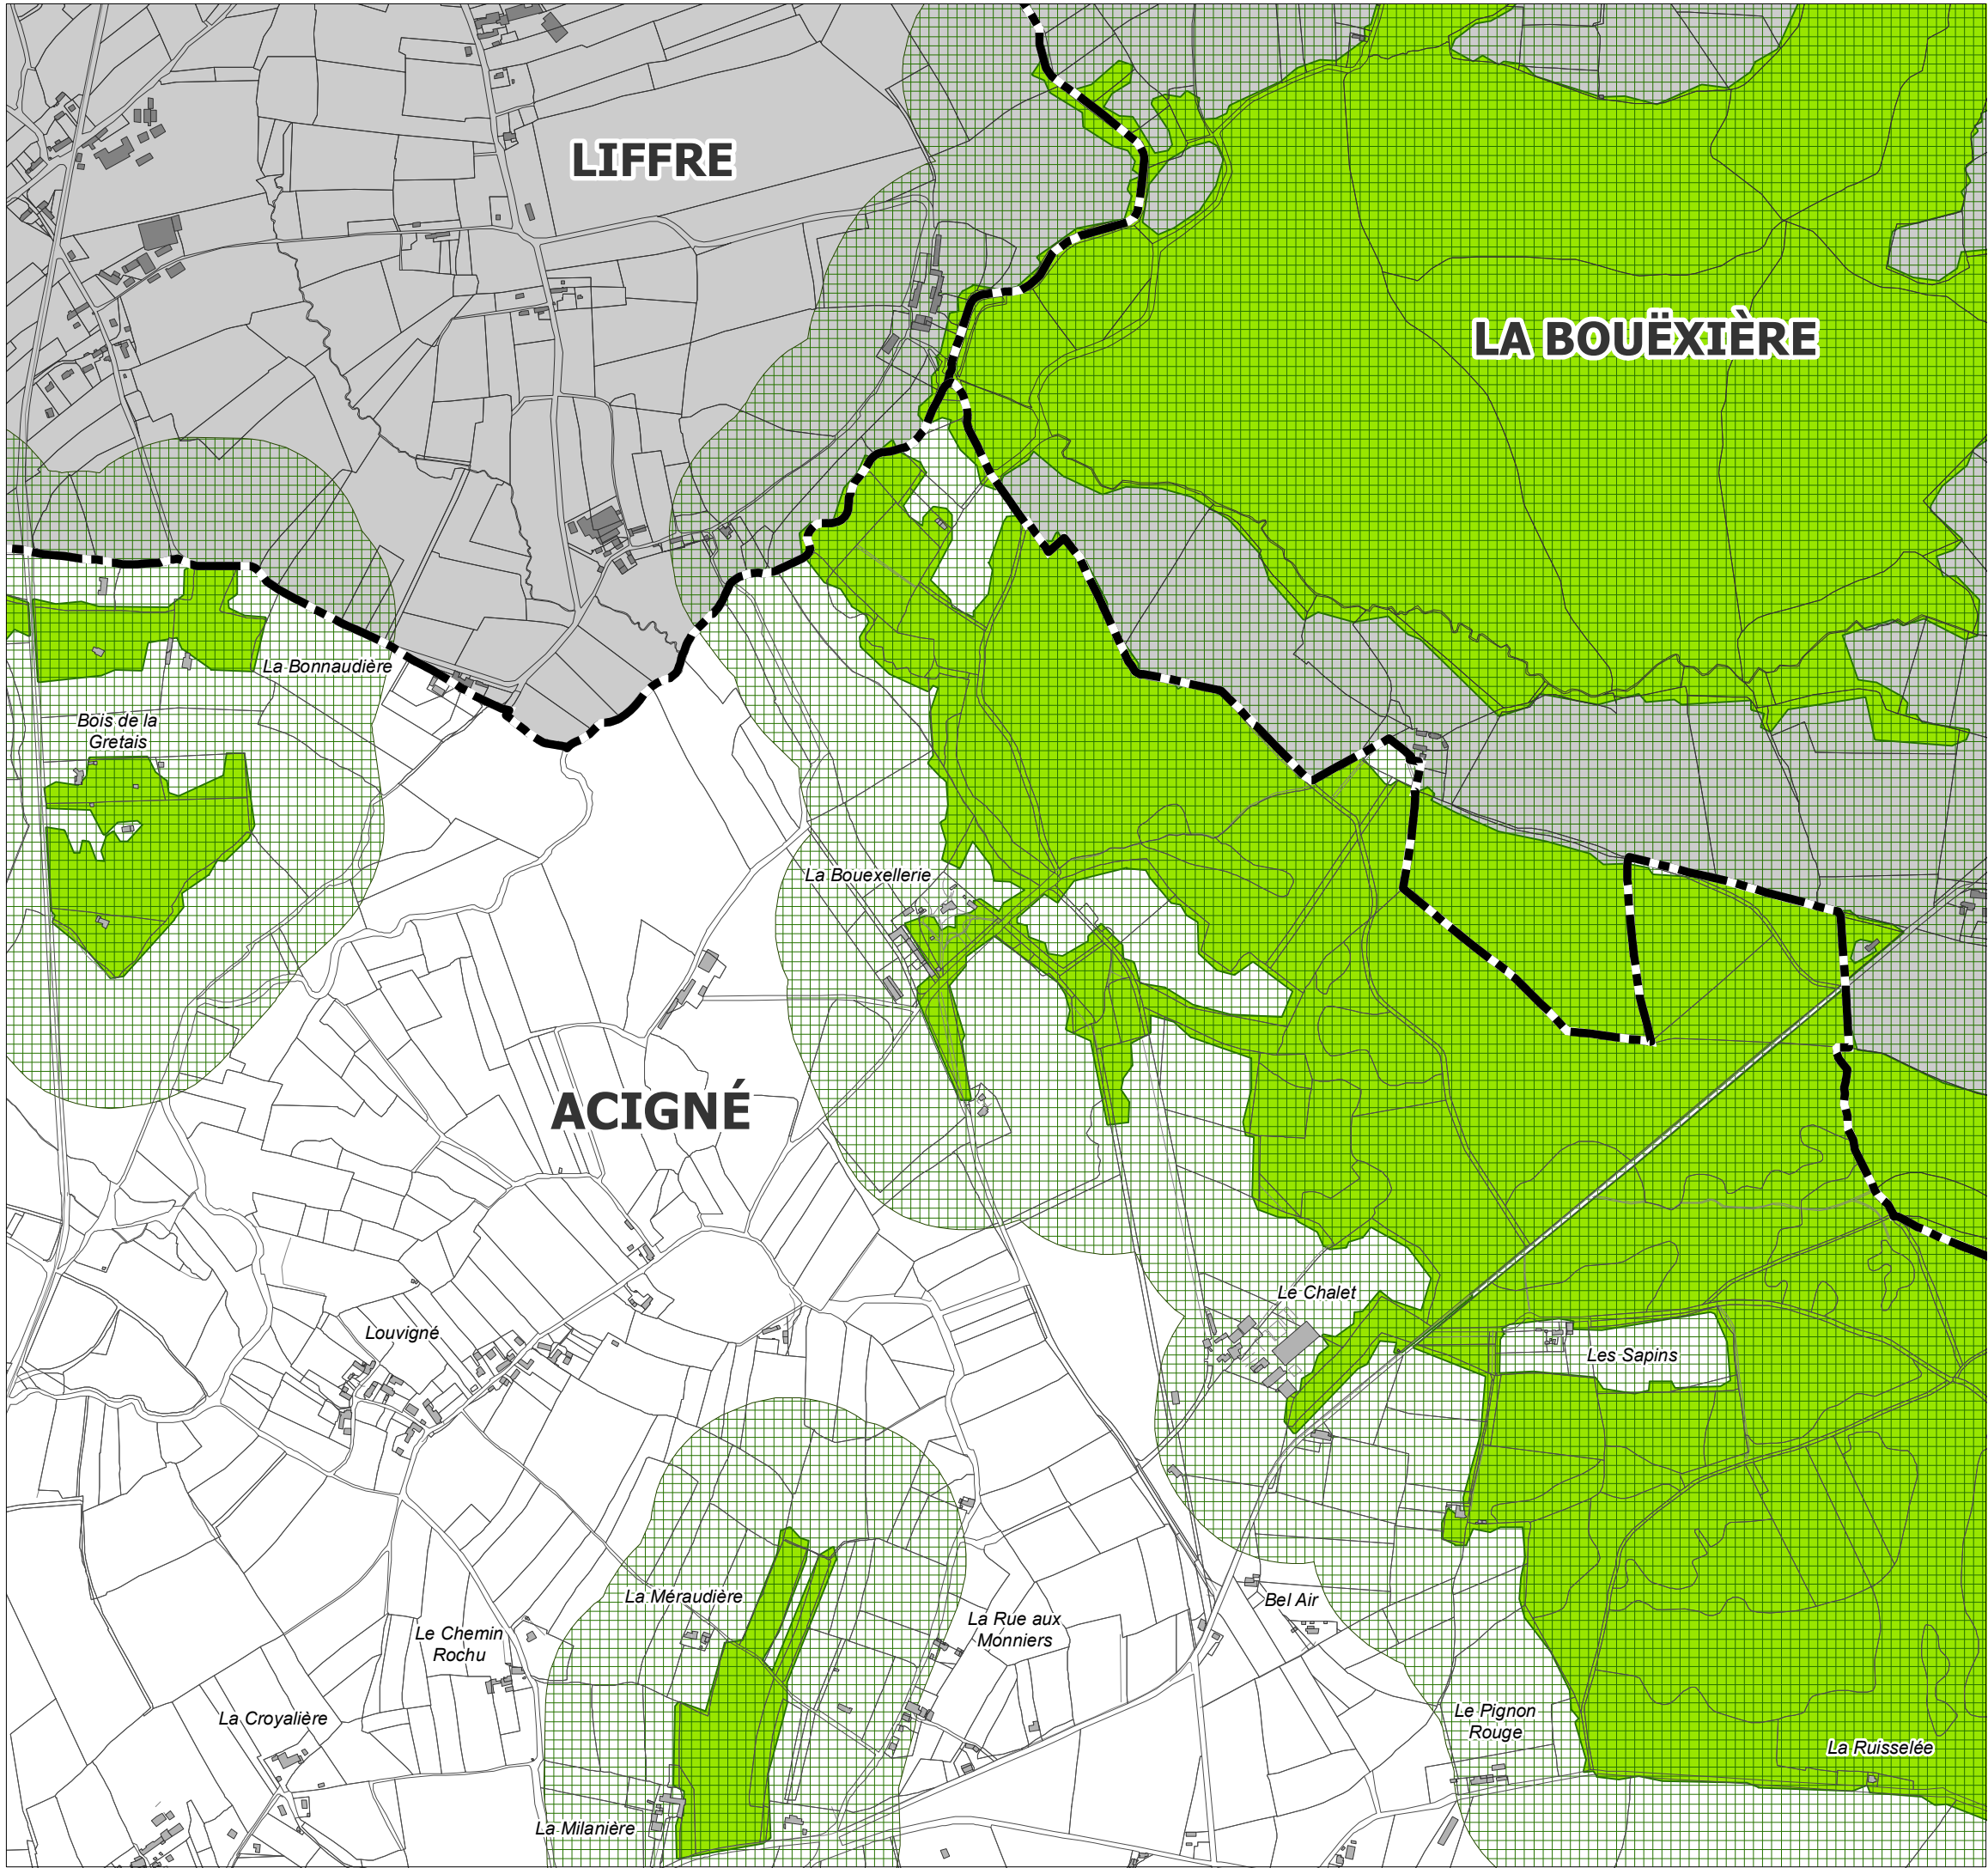 LIFFRE
LA BOUËXIÈRE
La Bonnaudière
Bois de la
Gretais
La Bouexellerie
ACIGNÉ
Le Chalet
Louvigné
Les Sapins
La Méraudière
Bel Air
La Rue aux
Monniers
Le Chemin
Rochu
Le Pignon
Rouge
La Croyalière
La Ruisselée
La Milanière